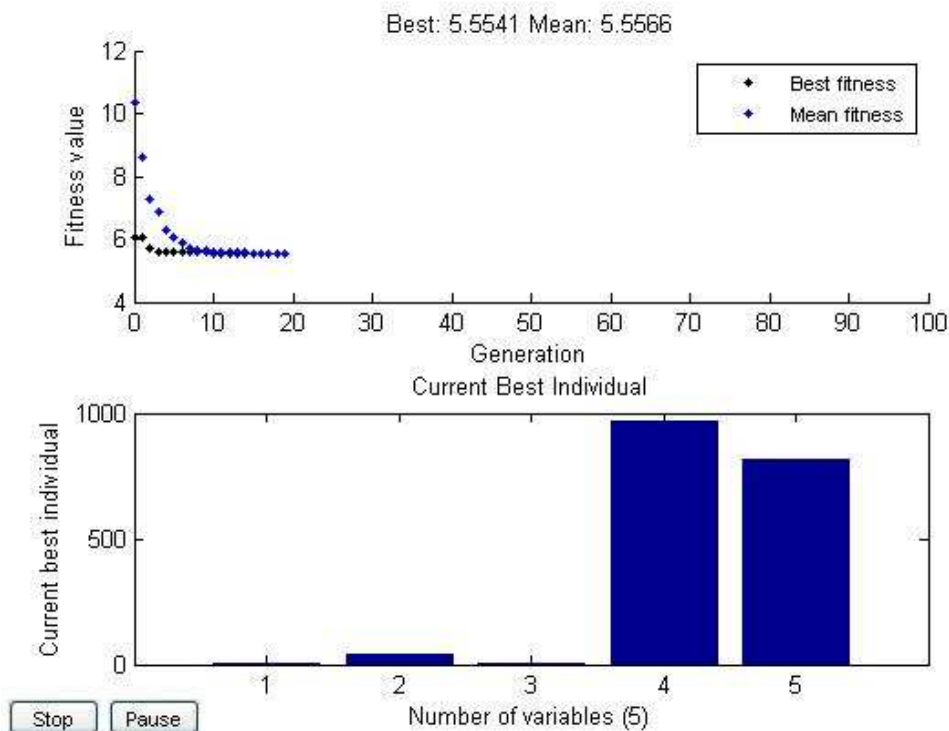 Best: 5.5541 Mean: 5.5566
12
10
8
6
4
Fitness value
Best fitness
Mean fitness
0 10 20 30 40 50 60 70 80 90 100
Generation
Current Best Individual
1000
500
0
Current best individual
1 2 3 4 5
Number of variables (5)
Stop Pause